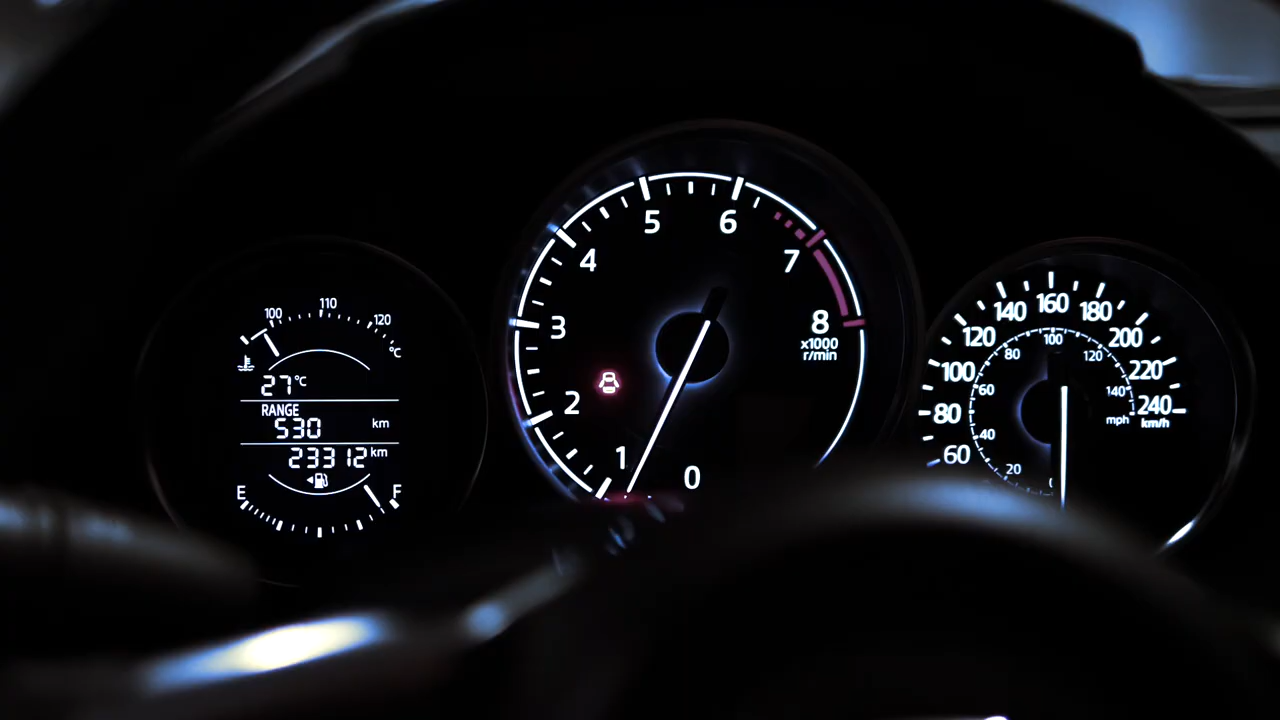 100 110 120
°C
27°C
RANGE
530 km
23312 km
E F
0 1 2 3 4 5 6 7 8
x1000
r/min
60 80 100 120 140 160 180 200 220 240
km/h
0 20 40 60 80 100 120 140
mph